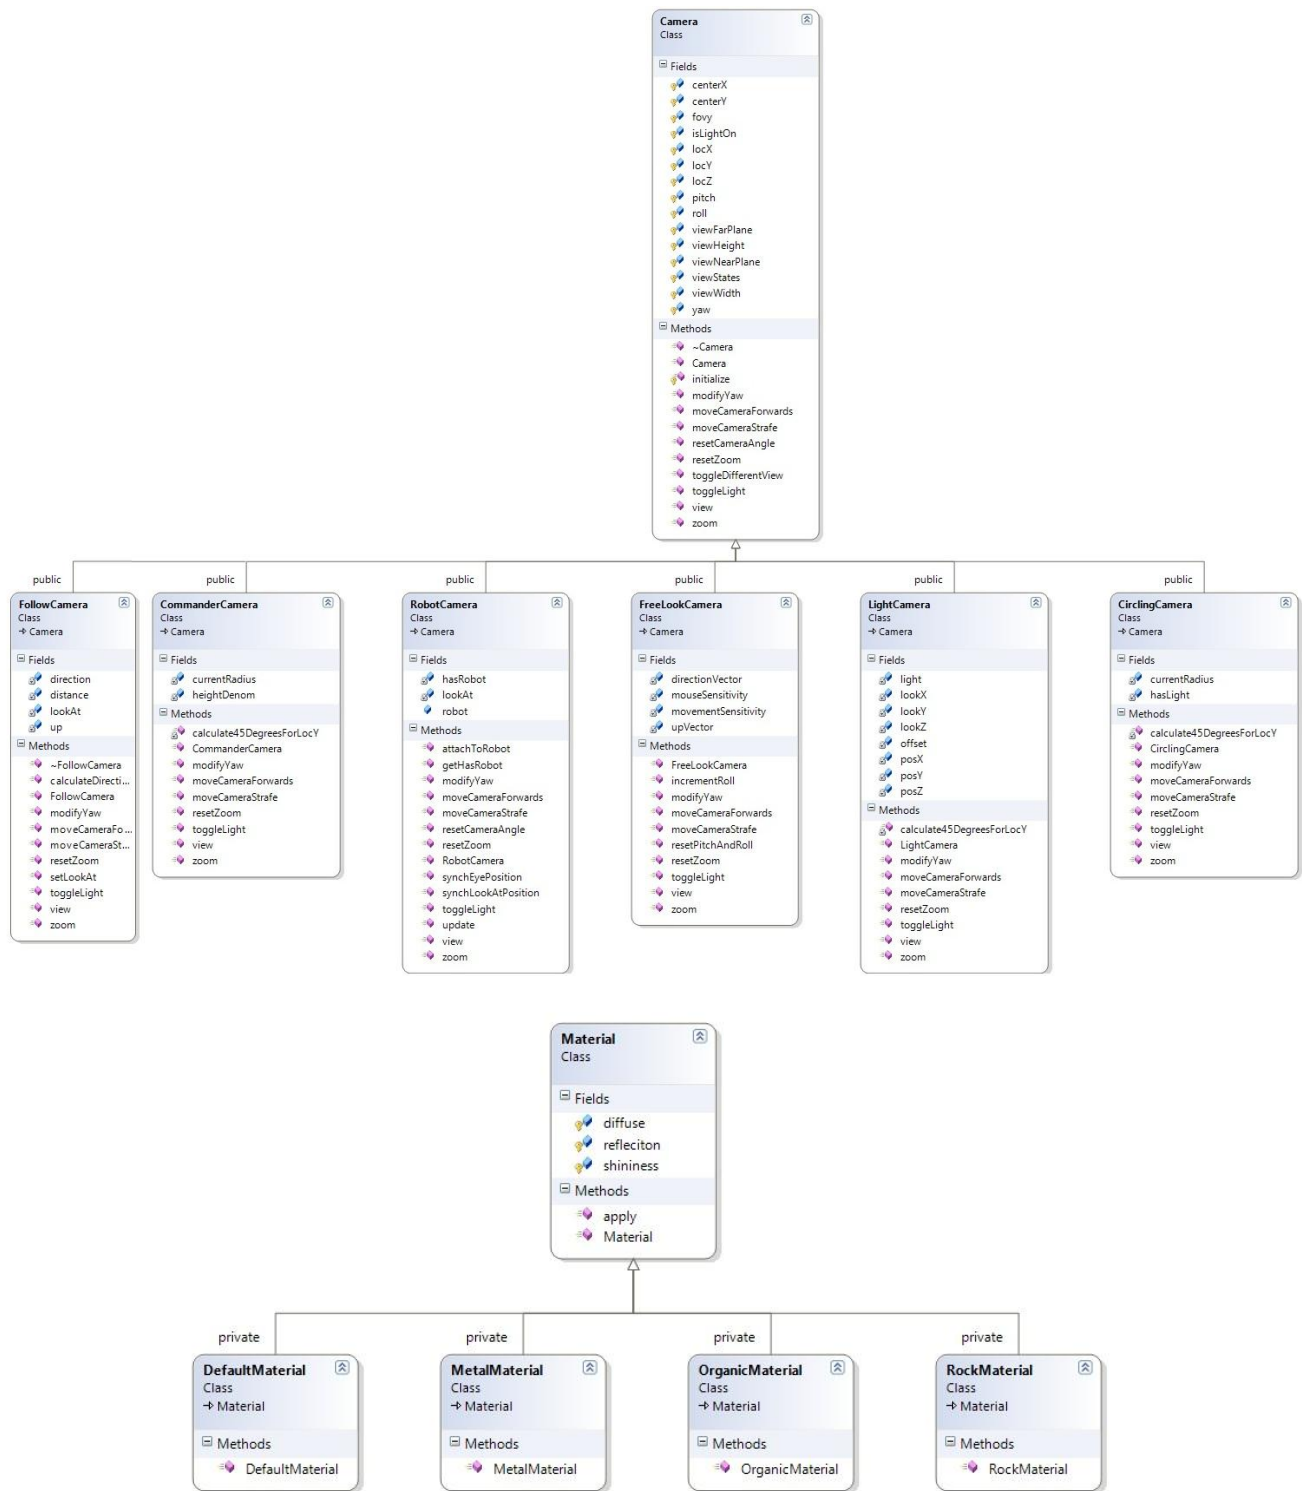 Camera
Class
Fields
centerX
centerY
fovy
isLightOn
locX
locY
locZ
pitch
roll
viewFarPlane
viewHeight
viewNearPlane
viewStates
viewWidth
yaw
Methods
~Camera
Camera
initialize
modifyYaw
moveCameraForwards
moveCameraStrafe
resetCameraAngle
resetZoom
toggleDifferentView
toggleLight
view
zoom
public
FollowCamera
Class
Camera
Fields
direction
distance
lookAt
up
Methods
~FollowCamera
calculateDirecti...
FollowCamera
modifyYaw
moveCameraFo...
moveCameraSt...
resetZoom
setLookAt
toggleLight
view
zoom
public
CommanderCamera
Class
Camera
Fields
currentRadius
heightDenom
Methods
calculate45DegreesForLocY
CommanderCamera
modifyYaw
moveCameraForwards
moveCameraStrafe
resetZoom
toggleLight
view
zoom
public
RobotCamera
Class
Camera
Fields
hasRobot
lookAt
robot
Methods
attachToRobot
getHasRobot
modifyYaw
moveCameraForwards
moveCameraStrafe
resetCameraAngle
resetZoom
RobotCamera
synchEyePosition
synchLookAtPosition
toggleLight
update
view
zoom
public
FreeLookCamera
Class
Camera
Fields
directionVector
mouseSensitivity
movementSensitivity
upVector
Methods
FreeLookCamera
incrementRoll
modifyYaw
moveCameraForwards
moveCameraStrafe
resetPitchAndRoll
resetZoom
toggleLight
view
zoom
public
LightCamera
Class
Camera
Fields
light
lookX
lookY
lookZ
offset
posX
posY
posZ
Methods
calculate45DegreesForLocY
LightCamera
modifyYaw
moveCameraForwards
moveCameraStrafe
resetZoom
toggleLight
view
zoom
public
CirclingCamera
Class
Camera
Fields
currentRadius
hasLight
Methods
calculate45DegreesForLocY
CirclingCamera
modifyYaw
moveCameraForwards
moveCameraStrafe
resetZoom
toggleLight
view
zoom
Material
Class
Fields
diffuse
refleciton
shininess
Methods
apply
Material
private
DefaultMaterial
Class
Material
Methods
DefaultMaterial
private
MetalMaterial
Class
Material
Methods
MetalMaterial
private
OrganicMaterial
Class
Material
Methods
OrganicMaterial
private
RockMaterial
Class
Material
Methods
RockMaterial